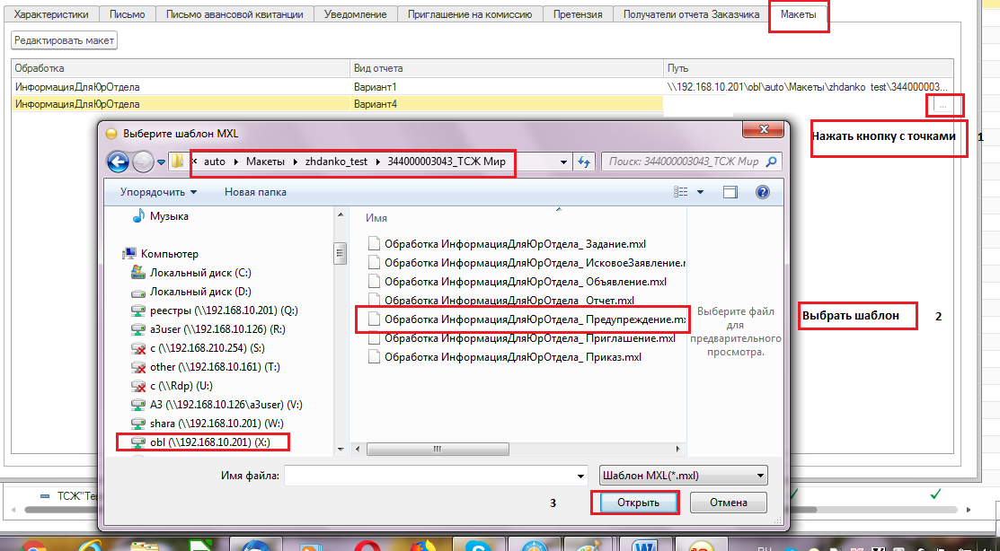 Характеристики Письмо Письмо авансовой квитанции Уведомление Приглашение на комиссию Претензия Получатели отчета Заказчика Макеты
Редактировать макет
Обработка Вид отчета Путь
ИнформацияДляЮрОтдела Вариант1 \\192.168.10.201\obl\auto\Макеты\zhdanko_test\344000003...
ИнформацияДляЮрОтдела Вариант4 ...
Нажать кнопку с точками 1
Выберите шаблон MXL
« auto Макеты zhdanko_test 344000003043_ТСЖ Мир
Поиск: 344000003043_ТСЖ Мир
Упорядочить Новая папка
Музыка
Компьютер
Локальный диск (C:)
Локальный диск (D:)
реестры (\\192.168.10.201) (Q:)
a3user (\\192.168.10.126) (R:)
c (\\192.168.210.254) (S:)
other (\\192.168.10.161) (T:)
c (\\Rdp) (U:)
A3 (\\192.168.10.126\a3user) (V:)
shara (\\192.168.10.201) (W:)
obl (\\192.168.10.201) (X:)
Имя
Обработка ИнформацияДляЮрОтдела_ Задание.mxl
Обработка ИнформацияДляЮрОтдела_ ИсковоеЗаявление.r
Обработка ИнформацияДляЮрОтдела_ Объявление.mxl
Обработка ИнформацияДляЮрОтдела_ Отчет.mxl
Обработка ИнформацияДляЮрОтдела_ Предупреждение.mx
Обработка ИнформацияДляЮрОтдела_ Приглашение.mxl
Обработка ИнформацияДляЮрОтдела_ Приказ.mxl
Выберите файл
для
предварительного
просмотра.
Выбрать шаблон 2
Имя файла: Шаблон MXL(*.mxl)
3 Открыть Отмена
ТСЖ"Те
RU